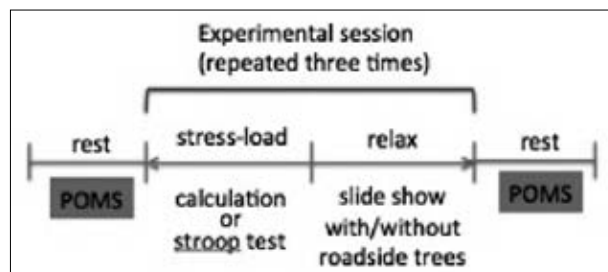 Experimental session
(repeated three times)
rest
stress-load
relax
rest
POMS
calculation
or
stroop test
slide show
with/without
roadside trees
POMS